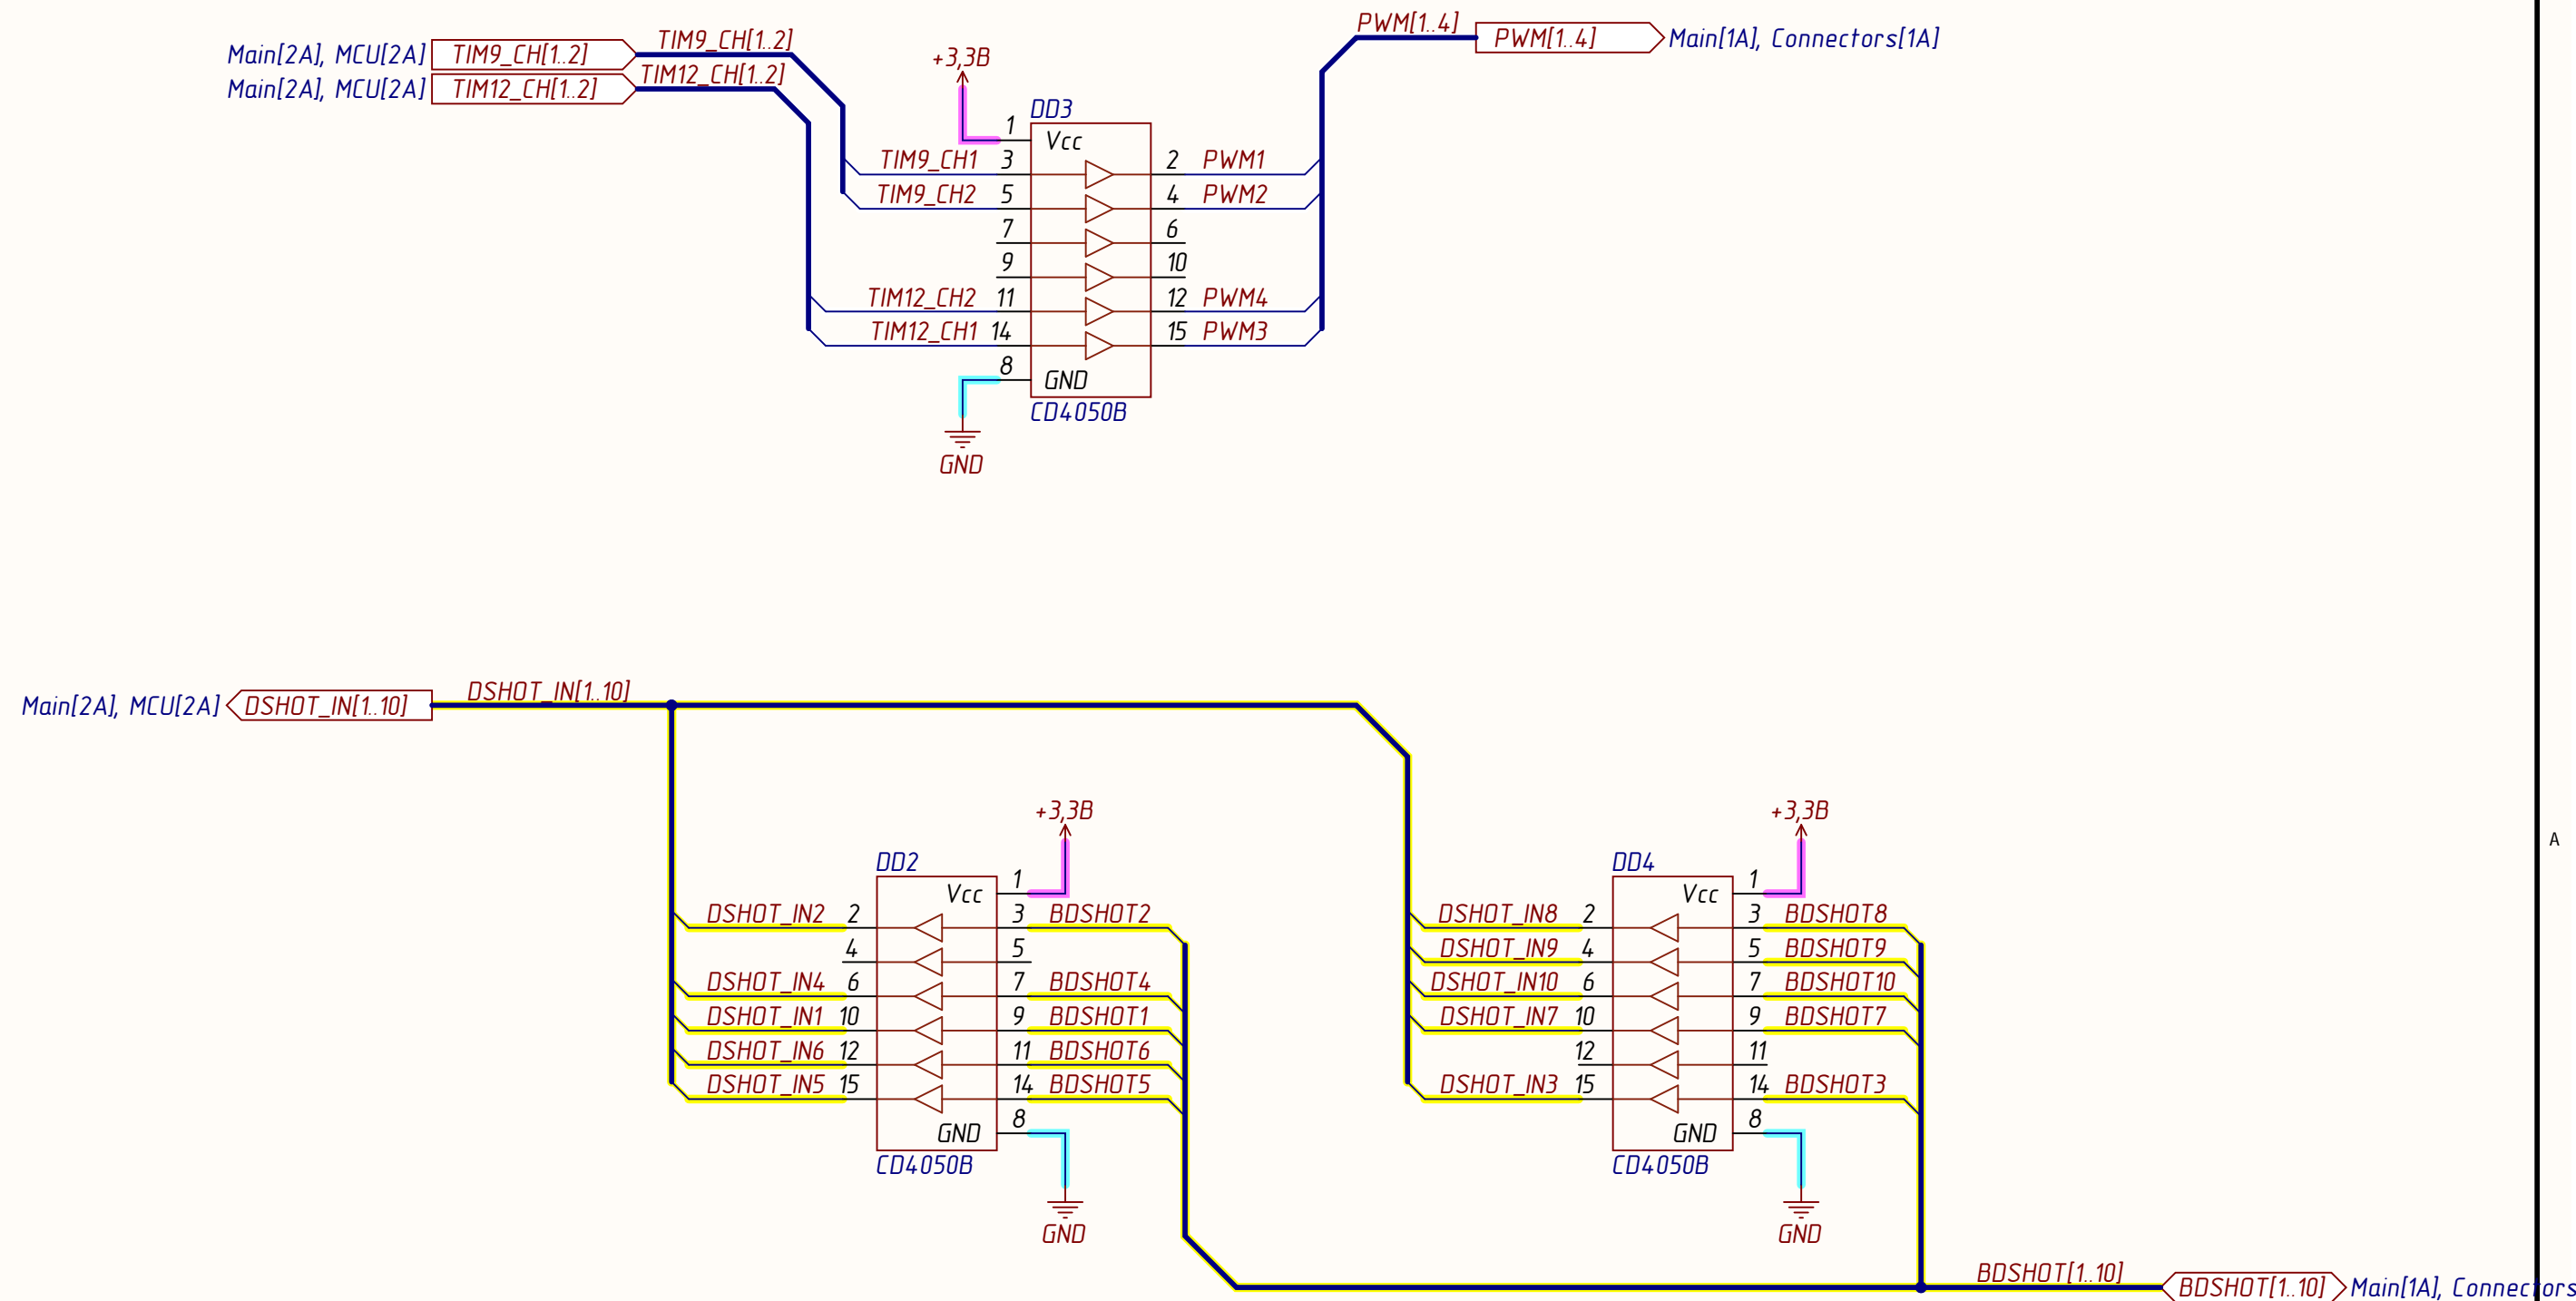 Main[2A], MCU[2A] TIM9_CH[1..2] TIM9_CH[1..2]
Main[2A], MCU[2A] TIM12_CH[1..2] TIM12_CH[1..2]
PWM[1..4] PWM[1..4] Main[1A], Connectors[1A]
+3,3В
DD3
1 Vcc
TIM9_CH1 3 2 PWM1
TIM9_CH2 5 4 PWM2
7 6
9 10
TIM12_CH2 11 12 PWM4
TIM12_CH1 14 15 PWM3
8 GND
CD4050B
GND
Main[2A], MCU[2A] DSHOT_IN[1..10] DSHOT_IN[1..10]
+3,3В
DD2
Vcc 1
DSHOT_IN2 2 3 BDSHOT2
4 5
DSHOT_IN4 6 7 BDSHOT4
DSHOT_IN1 10 9 BDSHOT1
DSHOT_IN6 12 11 BDSHOT6
DSHOT_IN5 15 14 BDSHOT5
GND 8
CD4050B
GND
+3,3В
DD4
Vcc 1
DSHOT_IN8 2 3 BDSHOT8
DSHOT_IN9 4 5 BDSHOT9
DSHOT_IN10 6 7 BDSHOT10
DSHOT_IN7 10 9 BDSHOT7
12 11
DSHOT_IN3 15 14 BDSHOT3
GND 8
CD4050B
GND
A
BDSHOT[1..10] BDSHOT[1..10] Main[1A], Connectors